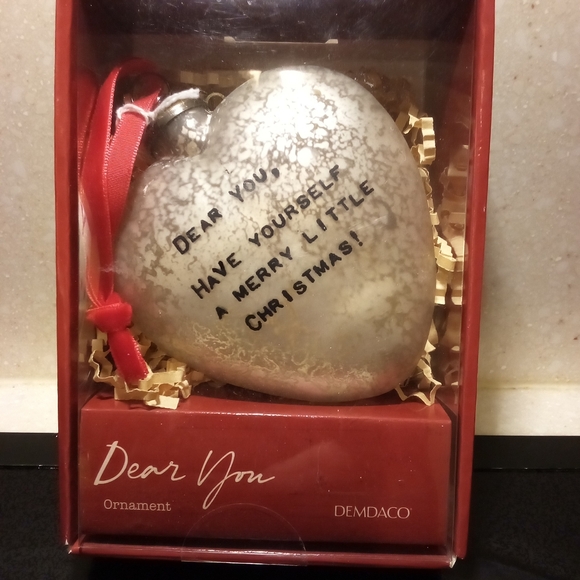 Dear you,
Have yourself
a merry little
Christmas!
Dear You
Ornament
DEMDACO